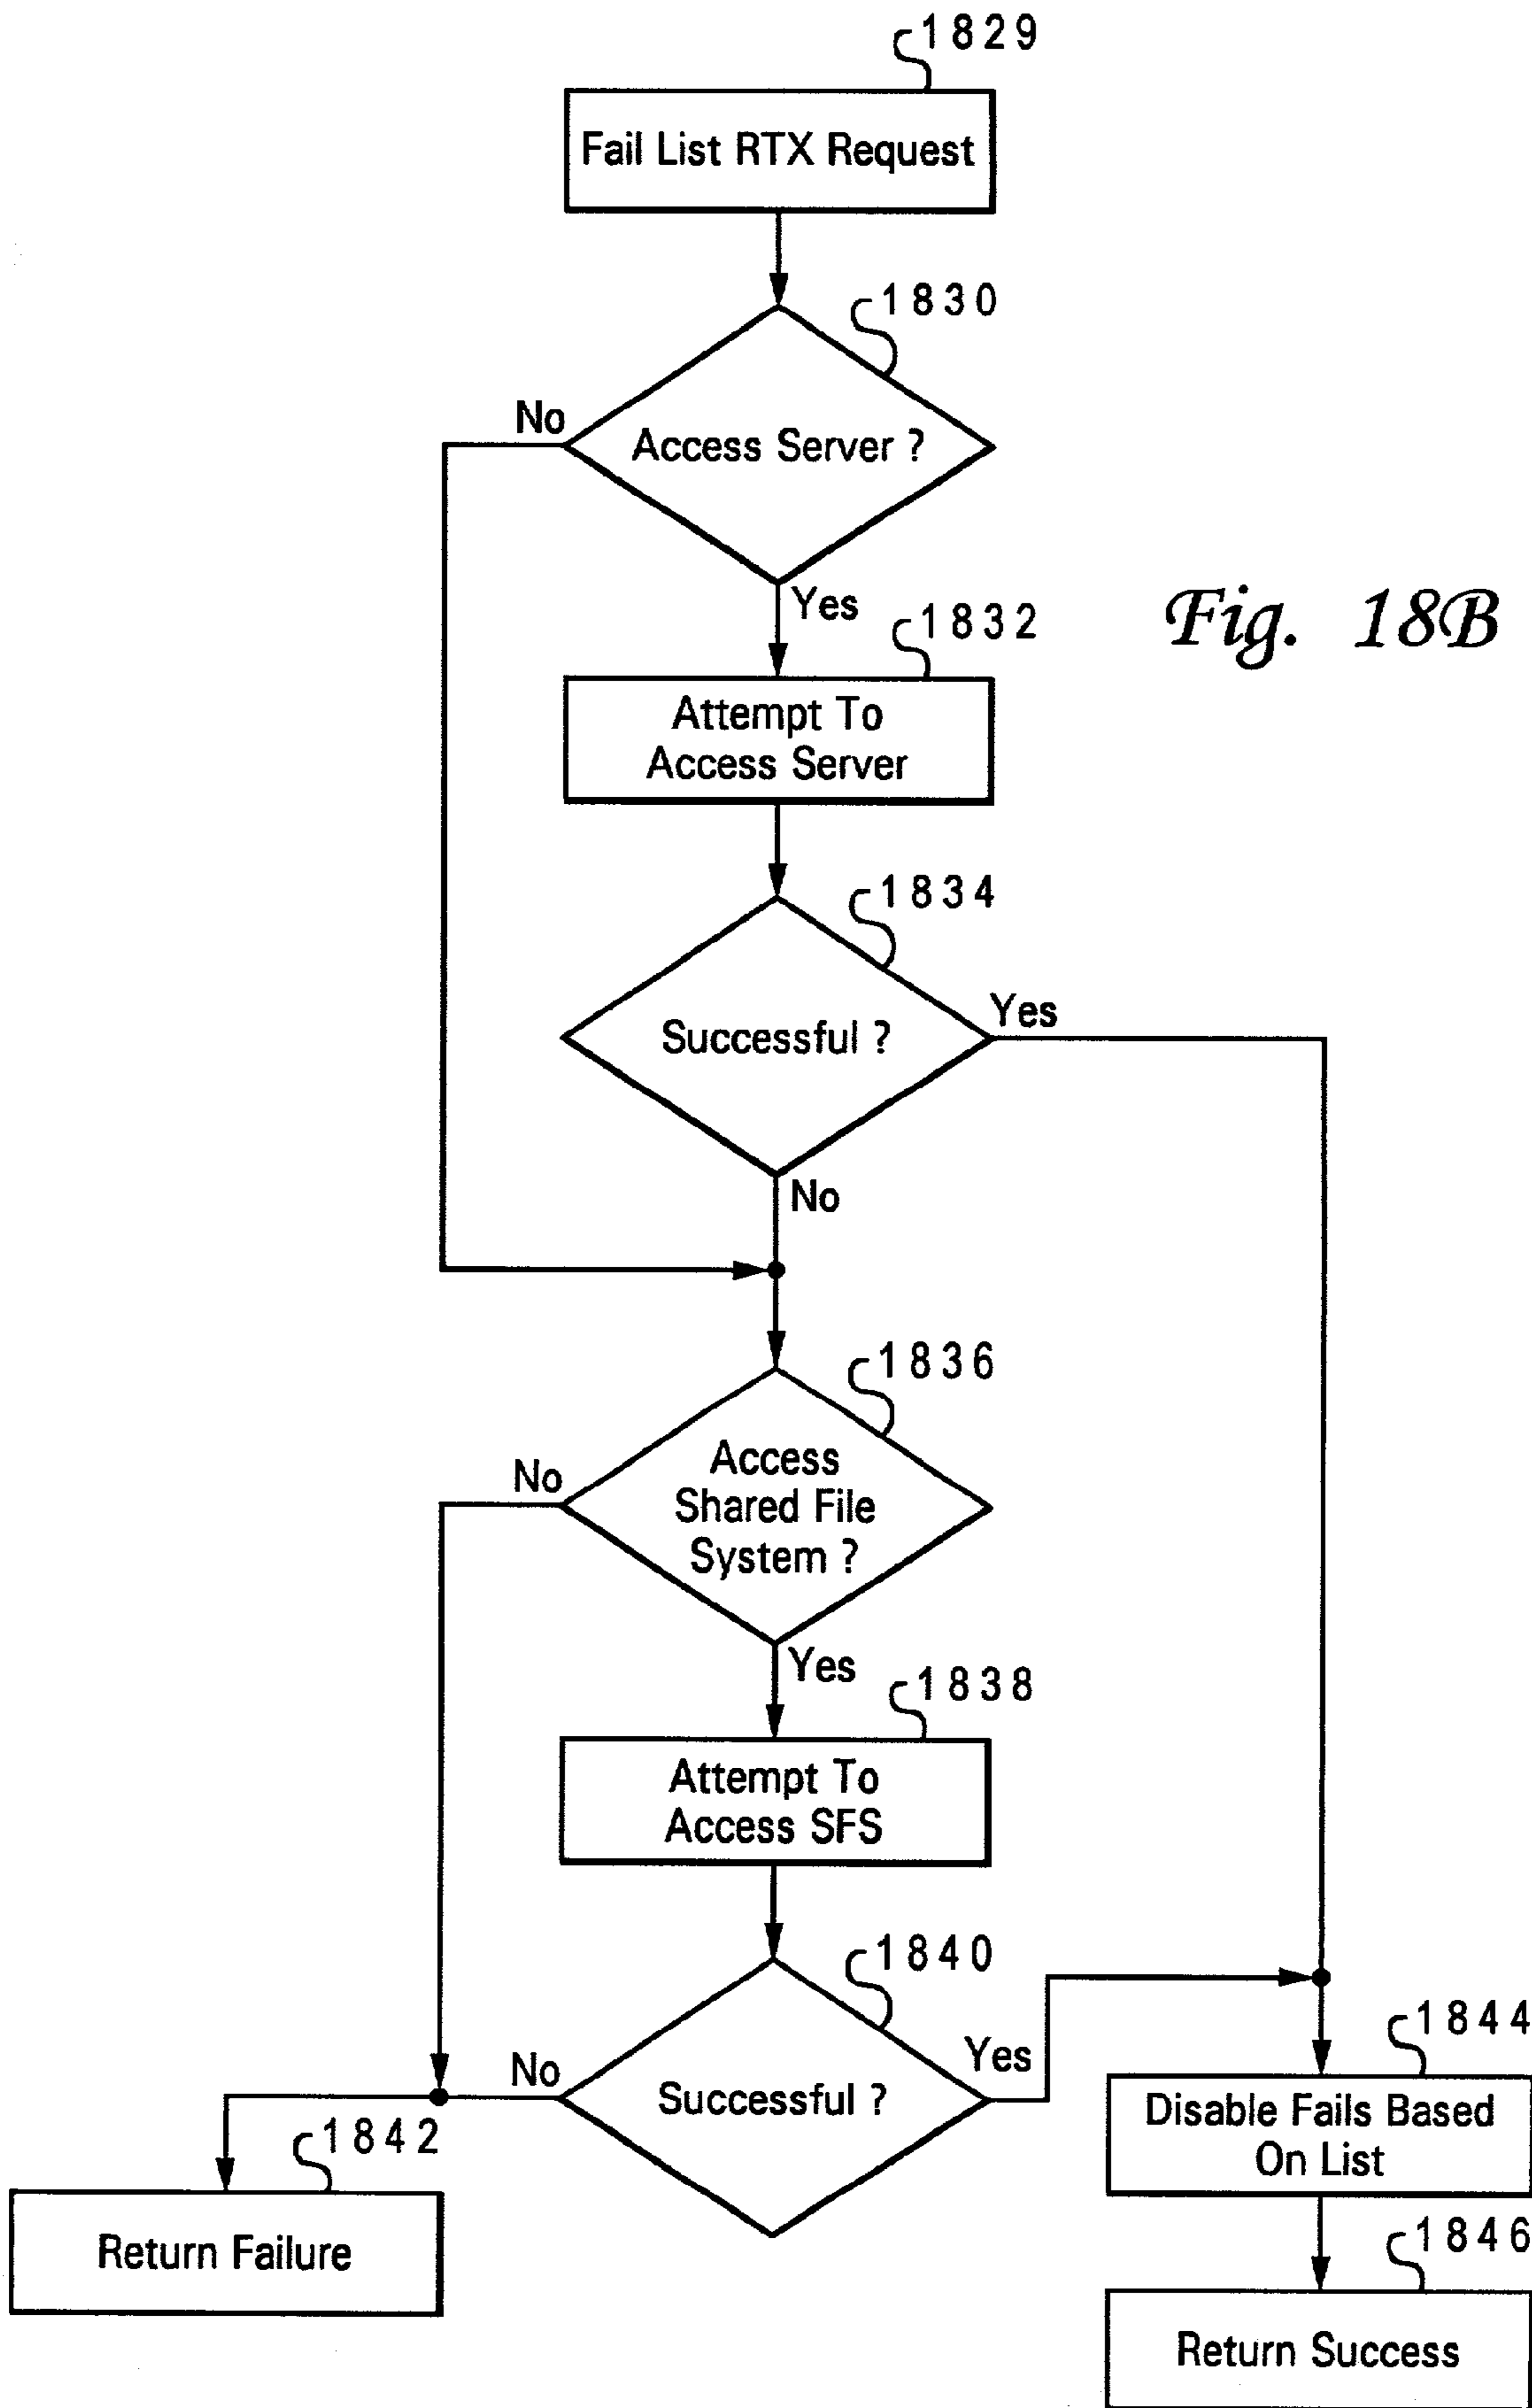 1829
Fail List RTX Request
1830
No
Access Server ?
Yes
Fig. 18B
1832
Attempt To
Access Server
1834
Yes
Successful ?
No
1836
No
Access
Shared File
System ?
Yes
1838
Attempt To
Access SFS
1840
No
Successful ?
Yes
1844
Disable Fails Based
On List
1842
Return Failure
1846
Return Success